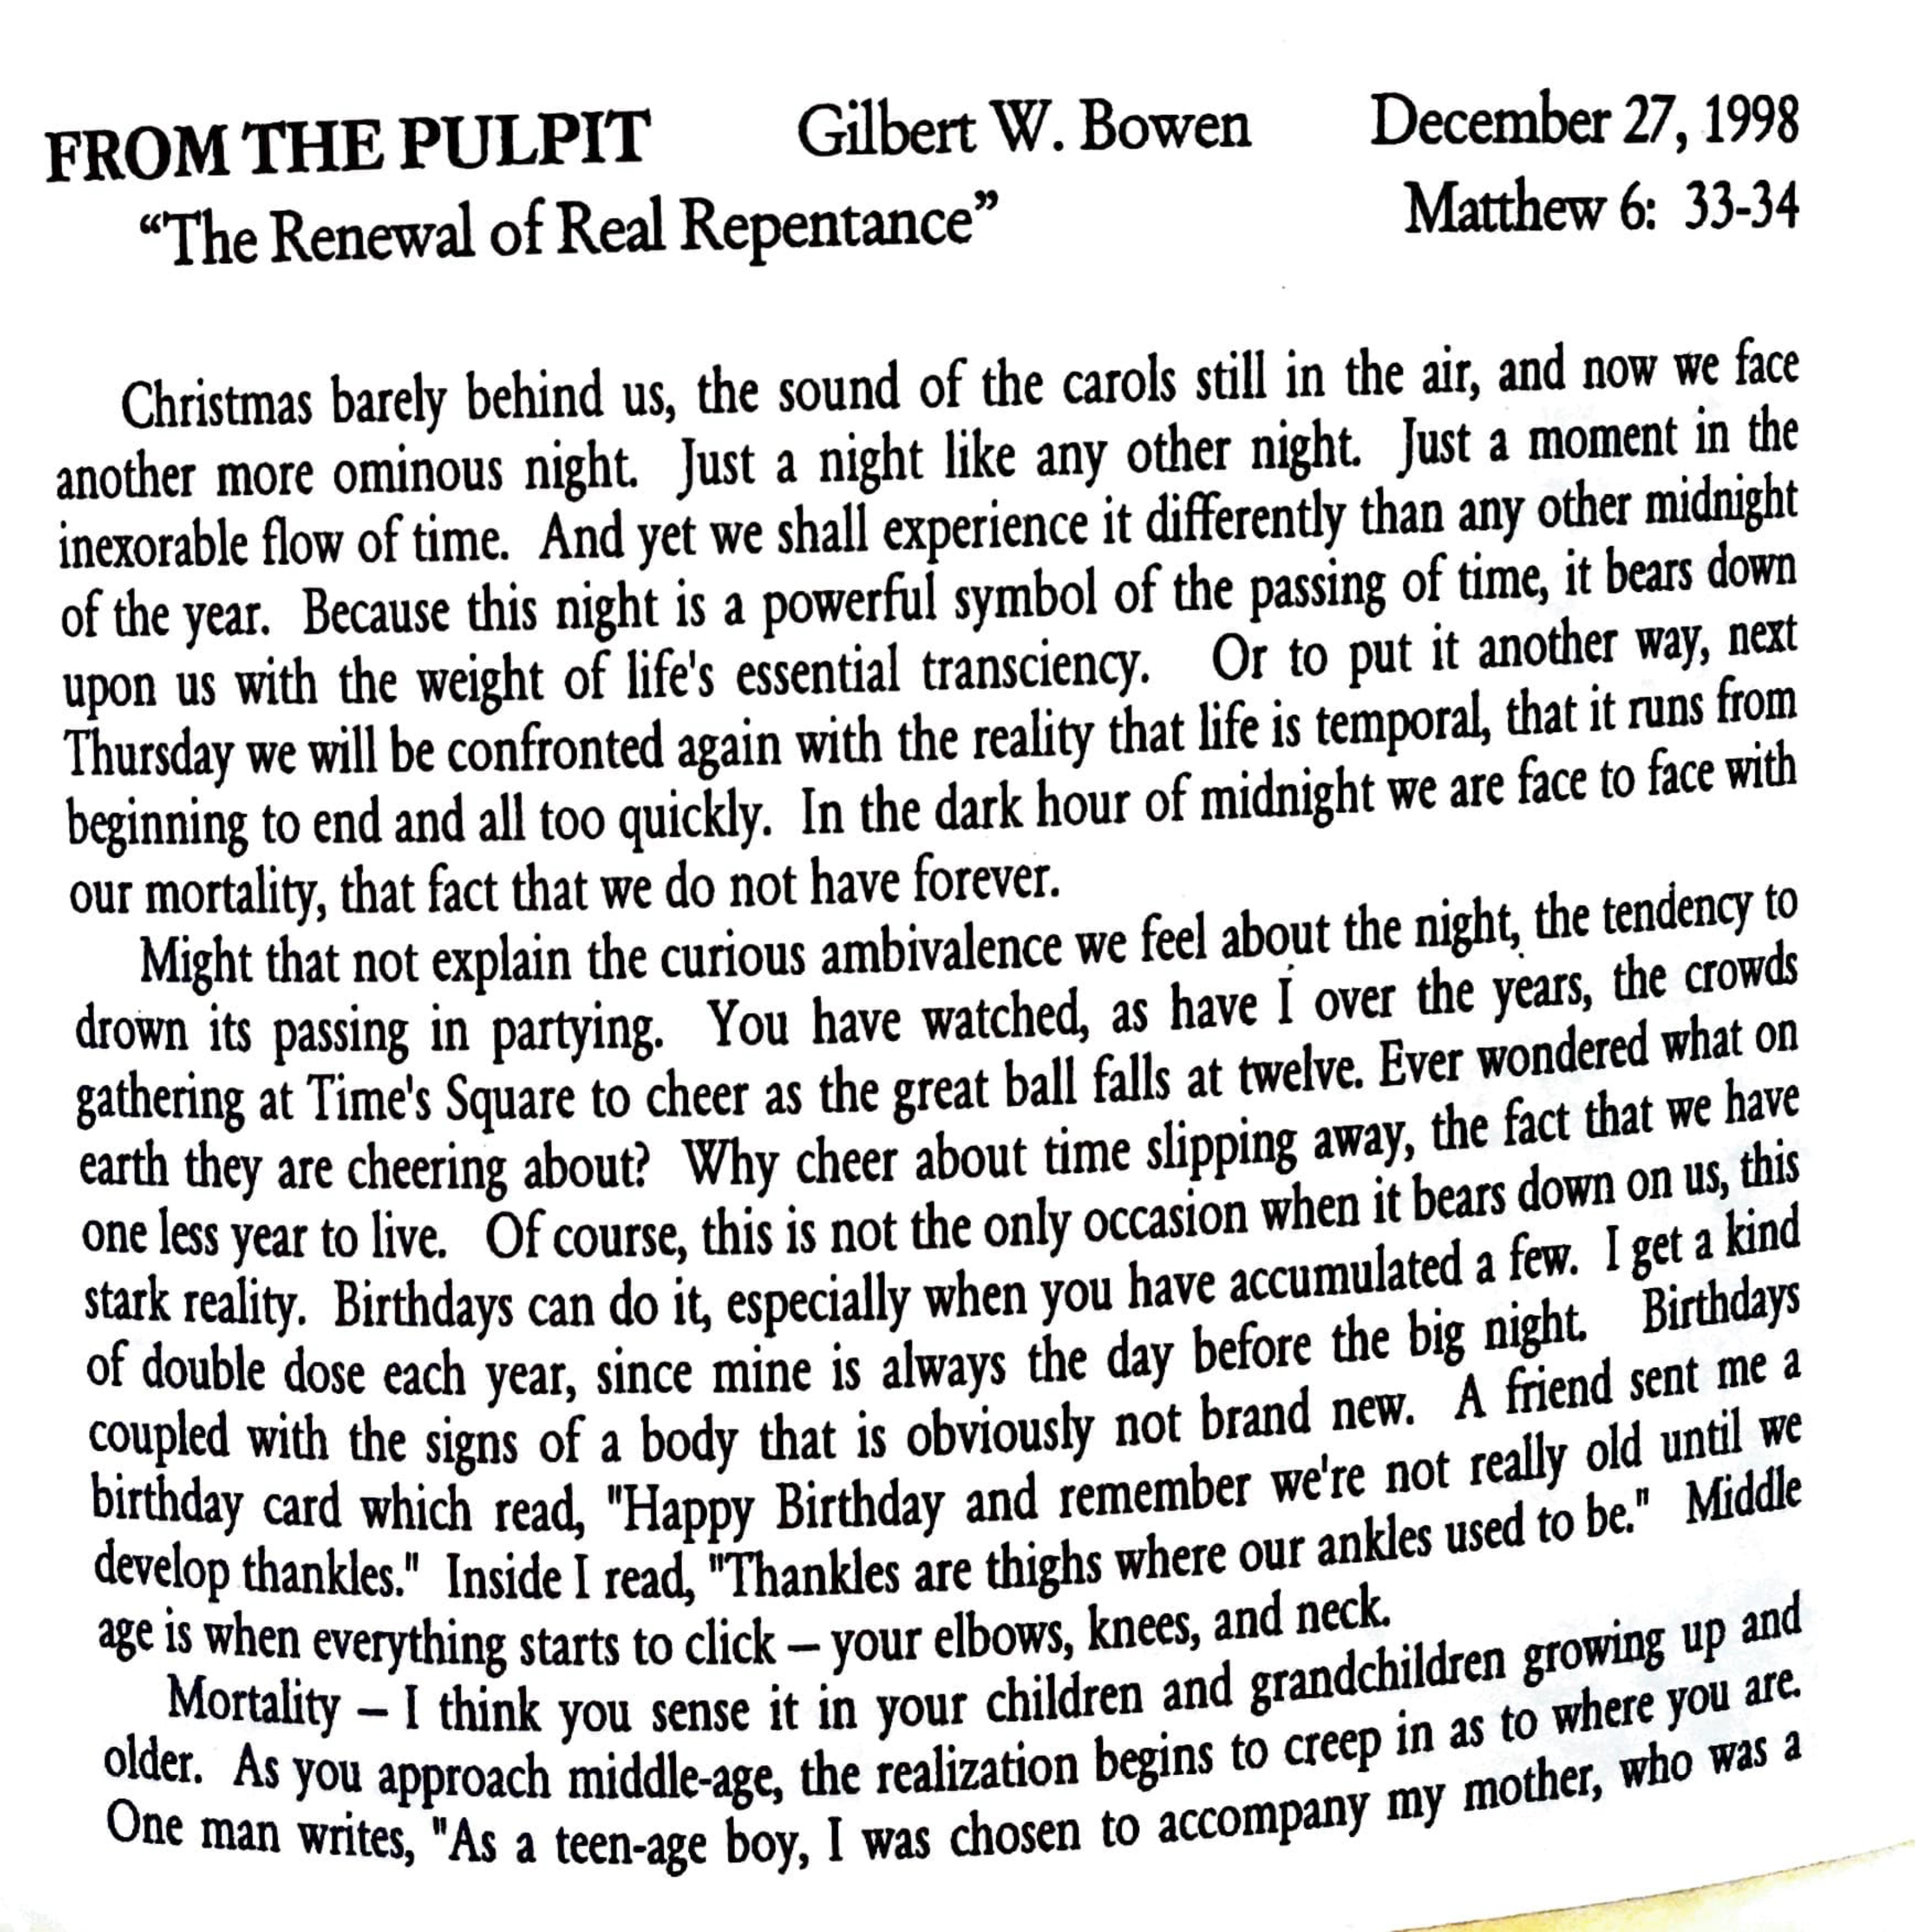 FROM THE PULPIT Gilbert W. Bowen December 27, 1998
“The Renewal of Real Repentance” Matthew 6: 33-34
Christmas barely behind us, the sound of the carols still in the air, and now we face
another more ominous night. Just a night like any other night. Just a moment in the
inexorable flow of time. And yet we shall experience it differently than any other midnight
of the year. Because this night is a powerful symbol of the passing of time, it bears down
upon us with the weight of life's essential transciency. Or to put it another way, next
Thursday we will be confronted again with the reality that life is temporal, that it runs from
beginning to end and all too quickly. In the dark hour of midnight we are face to face with
our mortality, that fact that we do not have forever.
Might that not explain the curious ambivalence we feel about the night, the tendency to
drown its passing in partying. You have watched, as have I over the years, the crowds
gathering at Time's Square to cheer as the great ball falls at twelve. Ever wondered what on
earth they are cheering about? Why cheer about time slipping away, the fact that we have
one less year to live. Of course, this is not the only occasion when it bears down on us, this
stark reality. Birthdays can do it, especially when you have accumulated a few. I get a kind
of double dose each year, since mine is always the day before the big night. Birthdays
coupled with the signs of a body that is obviously not brand new. A friend sent me a
birthday card which read, "Happy Birthday and remember we're not really old until we
develop thankles." Inside I read, "Thankles are thighs where our ankles used to be." Middle
age is when everything starts to click – your elbows, knees, and neck.
Mortality – I think you sense it in your children and grandchildren growing up and
older. As you approach middle-age, the realization begins to creep in as to where you are.
One man writes, "As a teen-age boy, I was chosen to accompany my mother, who was a